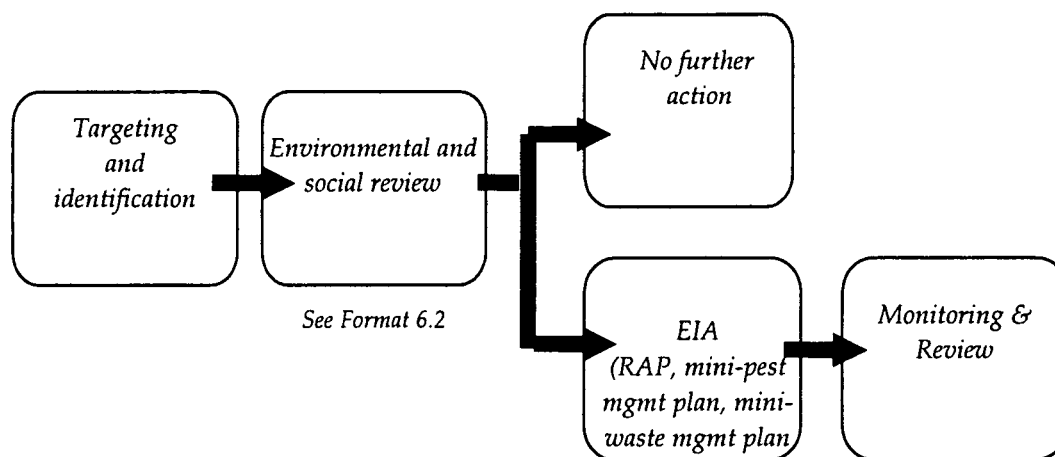 Targeting
and
identification
Environmental and
social review
See Format 6.2
No further
action
EIA
(RAP, mini-pest
mgmt plan, mini-
waste mgmt plan
Monitoring &
Review